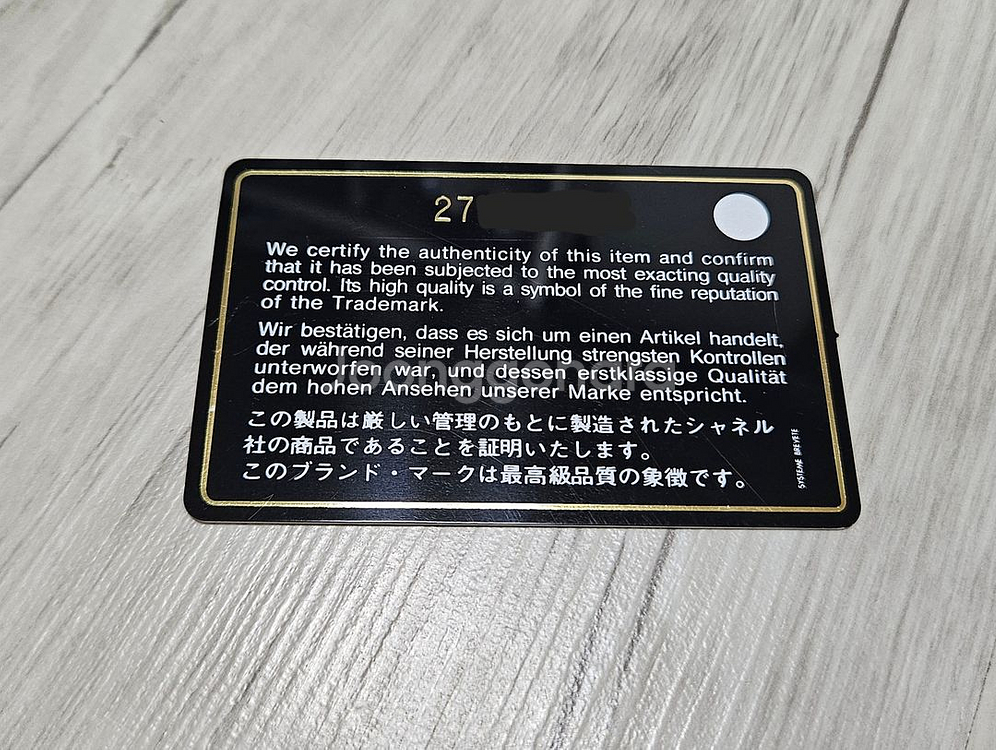 27
We certify the authenticity of this item and confirm
that it has been subjected to the most exacting quality
control. Its high quality is a symbol of the fine reputation
of the Trademark.
Wir bestätigen, dass es sich um einen Artikel handelt,
der während seiner Herstellung strengsten Kontrollen
unterworfen war, und dessen erstklassige Qualität
dem hohen Ansehen unserer Marke entspricht.
この製品は厳しい管理のもとに製造されたシャネル
社の商品であることを証明いたします。
このブランド・マークは最高級品質の象徴です。
SYSTEME BREVETE